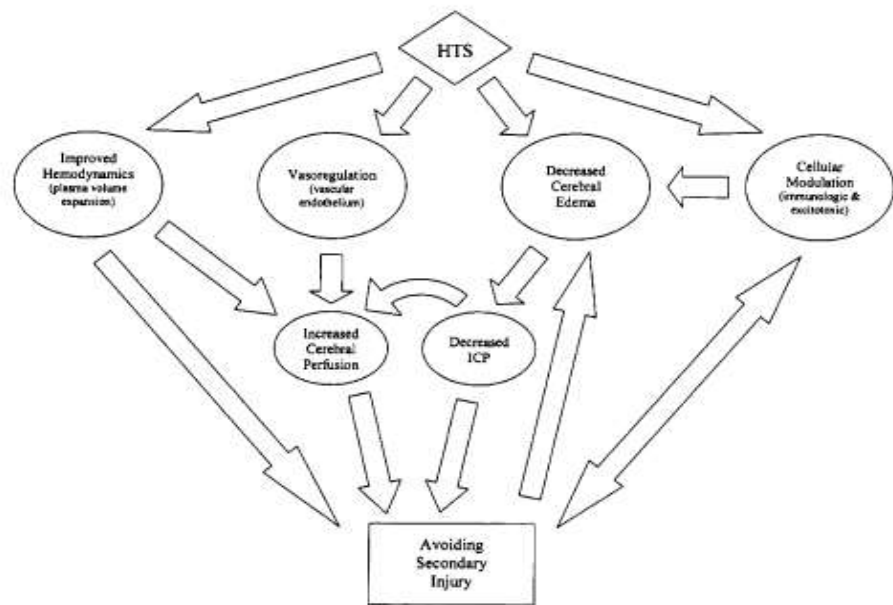 HTS
Improved
Hemodynamics
(plasma volume
expansion)
Vasoregulation
(vascular
endothelium)
Decreased
Cerebral
Edema
Cellular
Modulation
(immunologic &
excitotoxic)
Increased
Cerebral
Perfusion
Decreased
ICP
Avoiding
Secondary
Injury